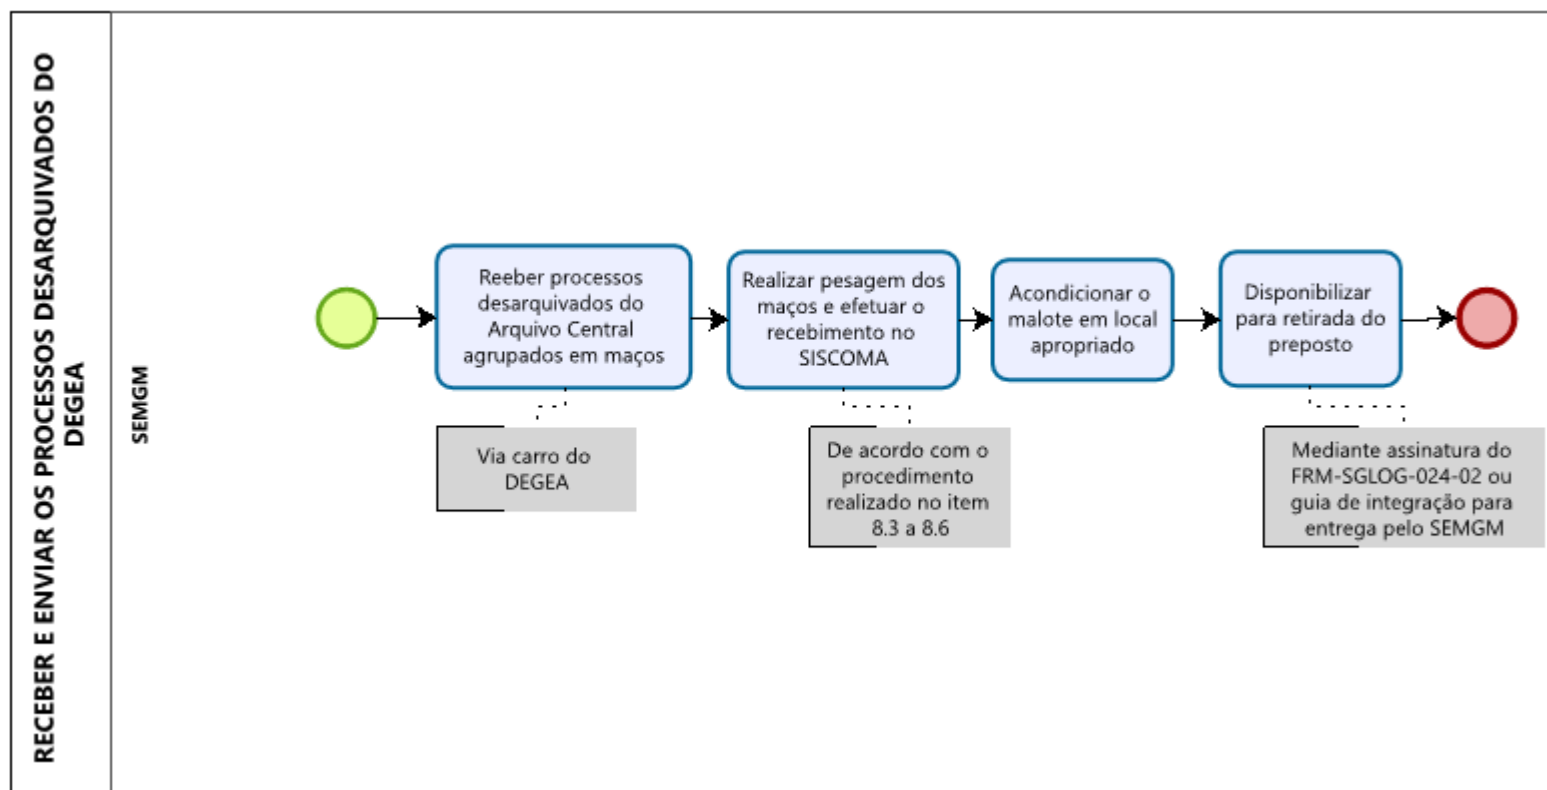 RECEBER E ENVIAR OS PROCESSOS DESARQUIVADOS DO
DEGEA
SEMGM
Reeber processos
desarquivados do
Arquivo Central
agrupados em maços
Realizar pesagem dos
maços e efetuar o
recebimento no
SISCOMA
Acondicionar o
malote em local
apropriado
Disponibilizar
para retirada do
preposto
Via carro do
DEGEA
De acordo com o
procedimento
realizado no item
8.3 a 8.6
Mediante assinatura do
FRM-SGLOG-024-02 ou
guia de integração para
entrega pelo SEMGM